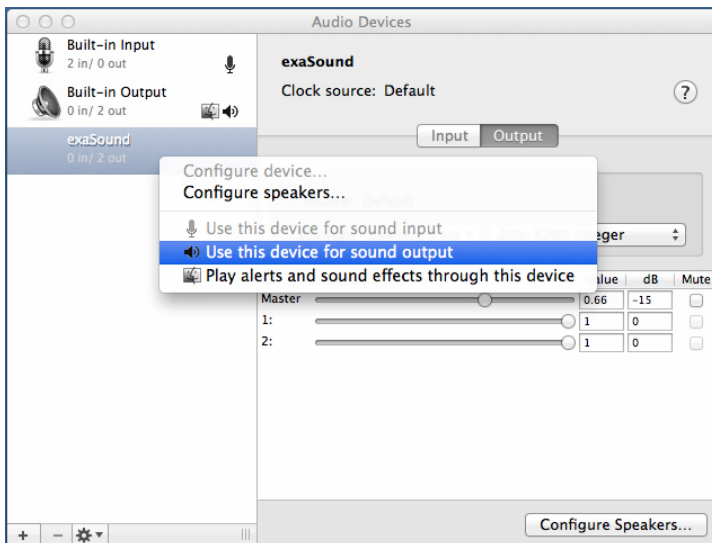 Audio Devices
Built-in Input
2 in/ 0 out
Built-in Output
0 in/ 2 out
exaSound
0 in/ 2 out
exaSound
Clock source: Default
?
Input Output
Configure device...
Configure speakers...
Use this device for sound input
Use this device for sound output
Play alerts and sound effects through this device
dB Mute
Master 0.66 -15
1: 1 0
2: 1 0
Configure Speakers...